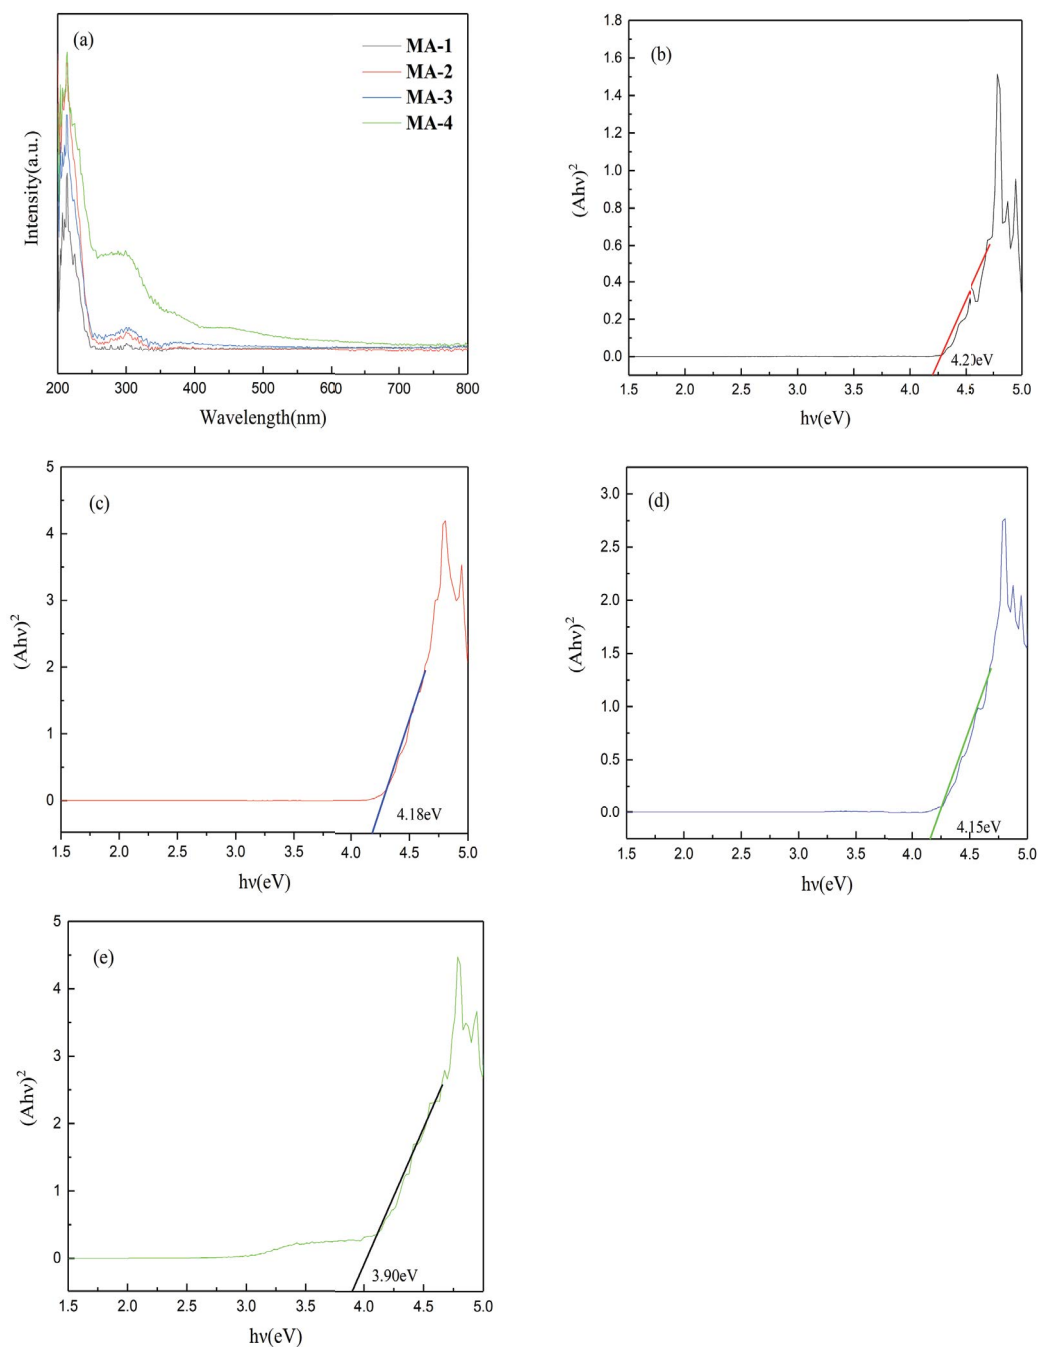 (a)
MA-1
MA-2
MA-3
MA-4
Intensity(a.u.)
200 300 400 500 600 700 800
Wavelength(nm)
(b)
1.8
1.6
1.4
1.2
1.0
0.8
0.6
0.4
0.2
0.0
(Ahν)²
4.20eV
1.5 2.0 2.5 3.0 3.5 4.0 4.5 5.0
hν(eV)
(c)
5
4
3
2
1
0
(Ahν)²
4.18eV
1.5 2.0 2.5 3.0 3.5 4.0 4.5 5.0
hν(eV)
(d)
3.0
2.5
2.0
1.5
1.0
0.5
0.0
(Ahν)²
4.15eV
1.5 2.0 2.5 3.0 3.5 4.0 4.5 5.0
hν(eV)
(e)
5
4
3
2
1
0
(Ahν)²
3.90eV
1.5 2.0 2.5 3.0 3.5 4.0 4.5 5.0
hν(eV)